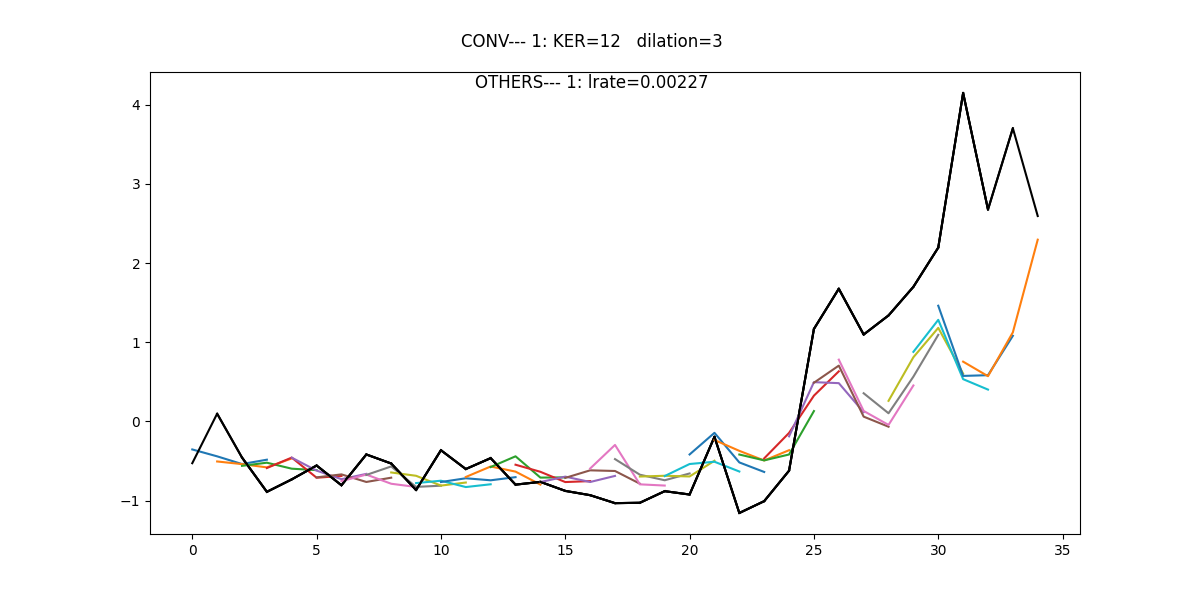 CONV--- 1: KER=12   dilation=3
OTHERS--- 1: lrate=0.00227
4
3
2
1
0
−1
0 5 10 15 20 25 30 35